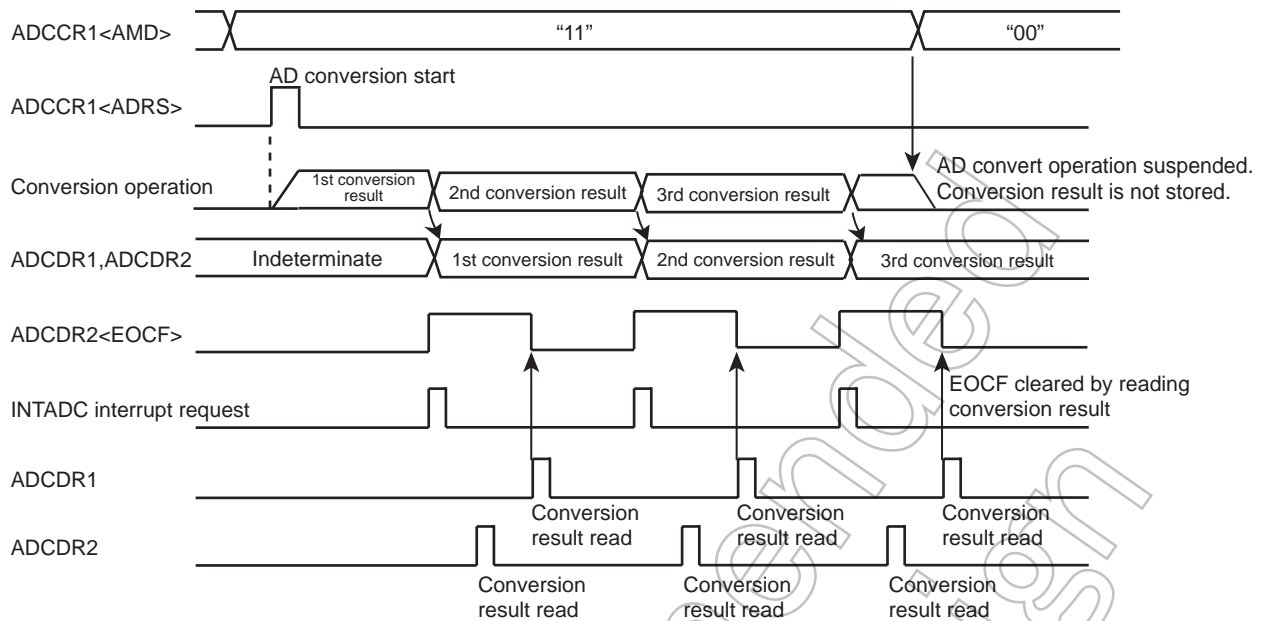 ADCCR1<AMD>
“11”
“00”
AD conversion start
ADCCR1<ADRS>
Conversion operation
1st conversion
result
2nd conversion result
3rd conversion result
AD convert operation suspended.
Conversion result is not stored.
ADCDR1,ADCDR2
Indeterminate
1st conversion result
2nd conversion result
3rd conversion result
ADCDR2<EOCF>
EOCF cleared by reading
conversion result
INTADC interrupt request
ADCDR1
Conversion
result read
Conversion
result read
Conversion
result read
ADCDR2
Conversion
result read
Conversion
result read
Conversion
result read